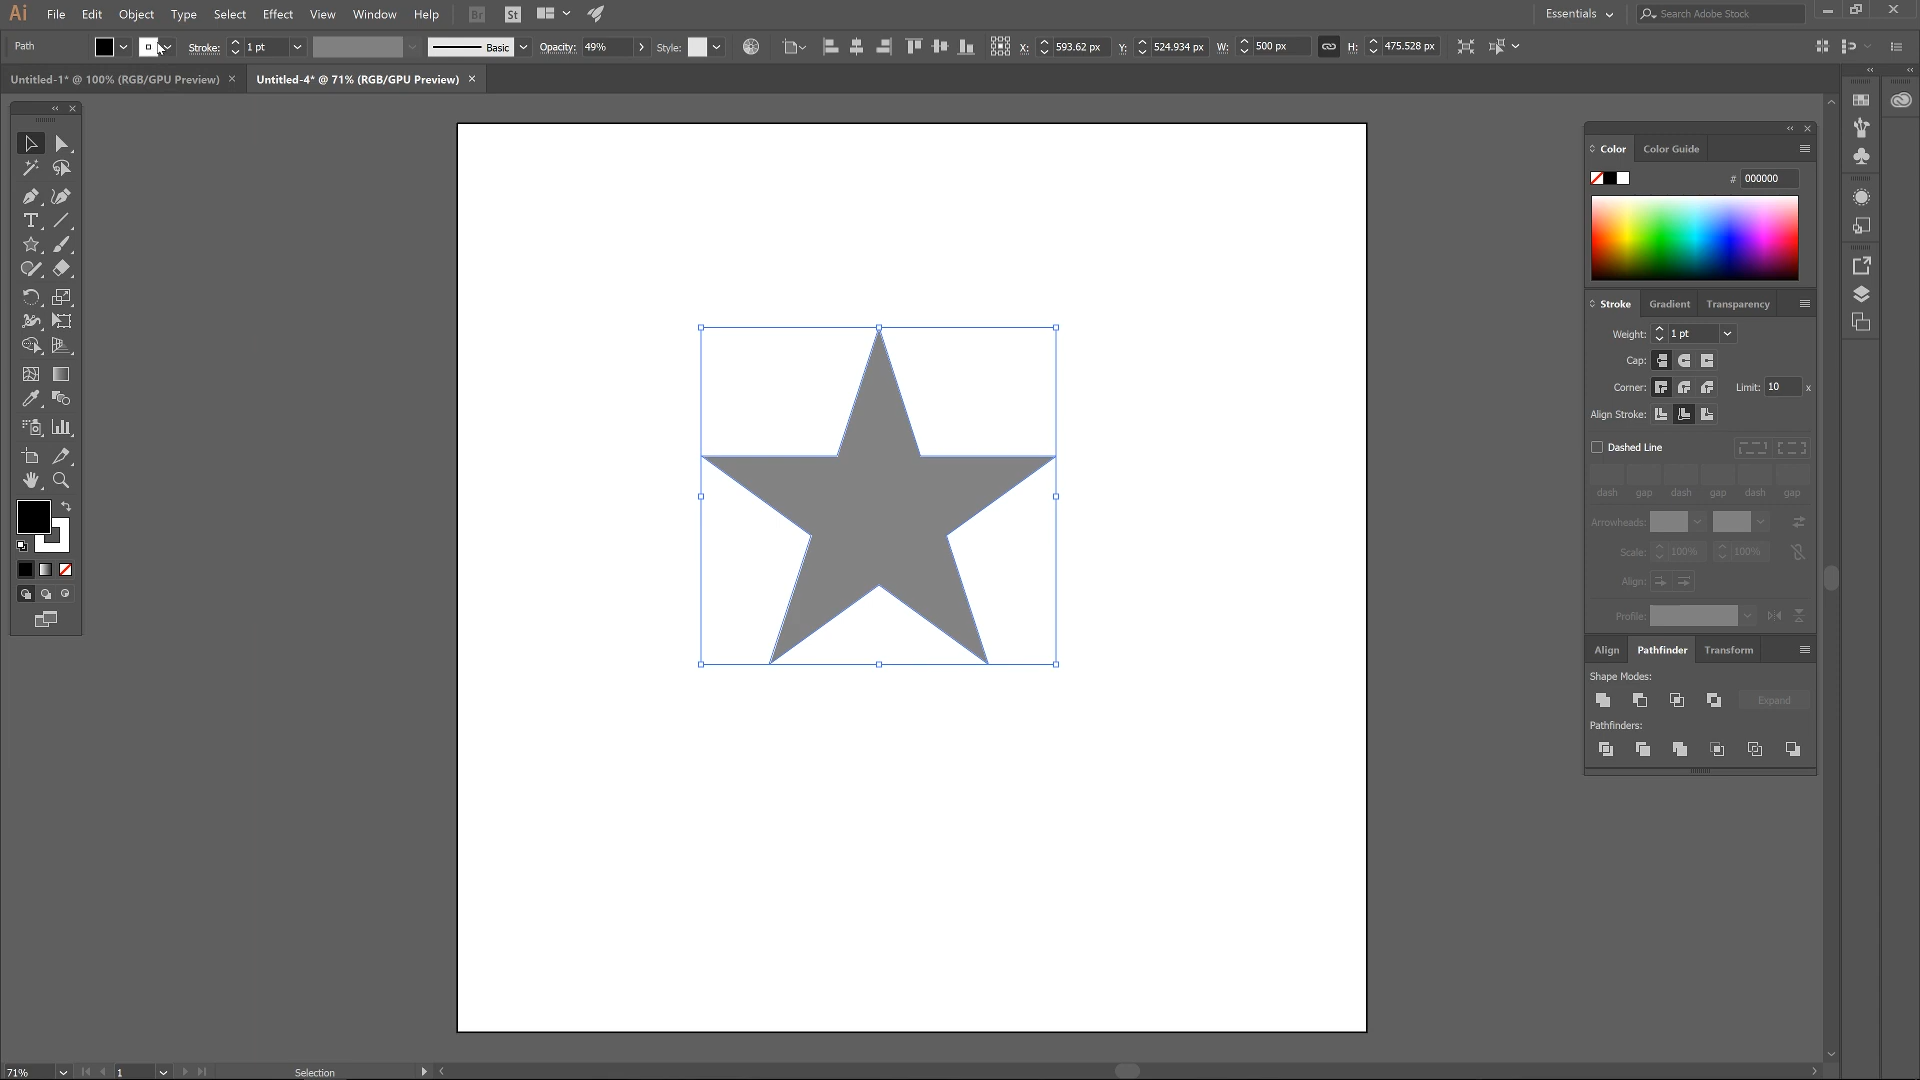 Ai File Edit Object Type Select Effect View Window Help Br St Essentials Search Adobe Stock
Path Stroke: 1 pt Basic Opacity: 49% Style: X: 593.62 px Y: 524.934 px W: 500 px H: 475.528 px
Untitled-1* @ 100% (RGB/GPU Preview) × Untitled-4* @ 71% (RGB/GPU Preview) ×
Color Color Guide
# 000000
Stroke Gradient Transparency
Weight: 1 pt
Cap:
Corner: Limit: 10 x
Align Stroke:
Dashed Line
dash gap dash gap dash gap
Arrowheads:
Scale: 100% 100%
Align:
Profile:
Align Pathfinder Transform
Shape Modes:
Expand
Pathfinders:
71% 1 Selection